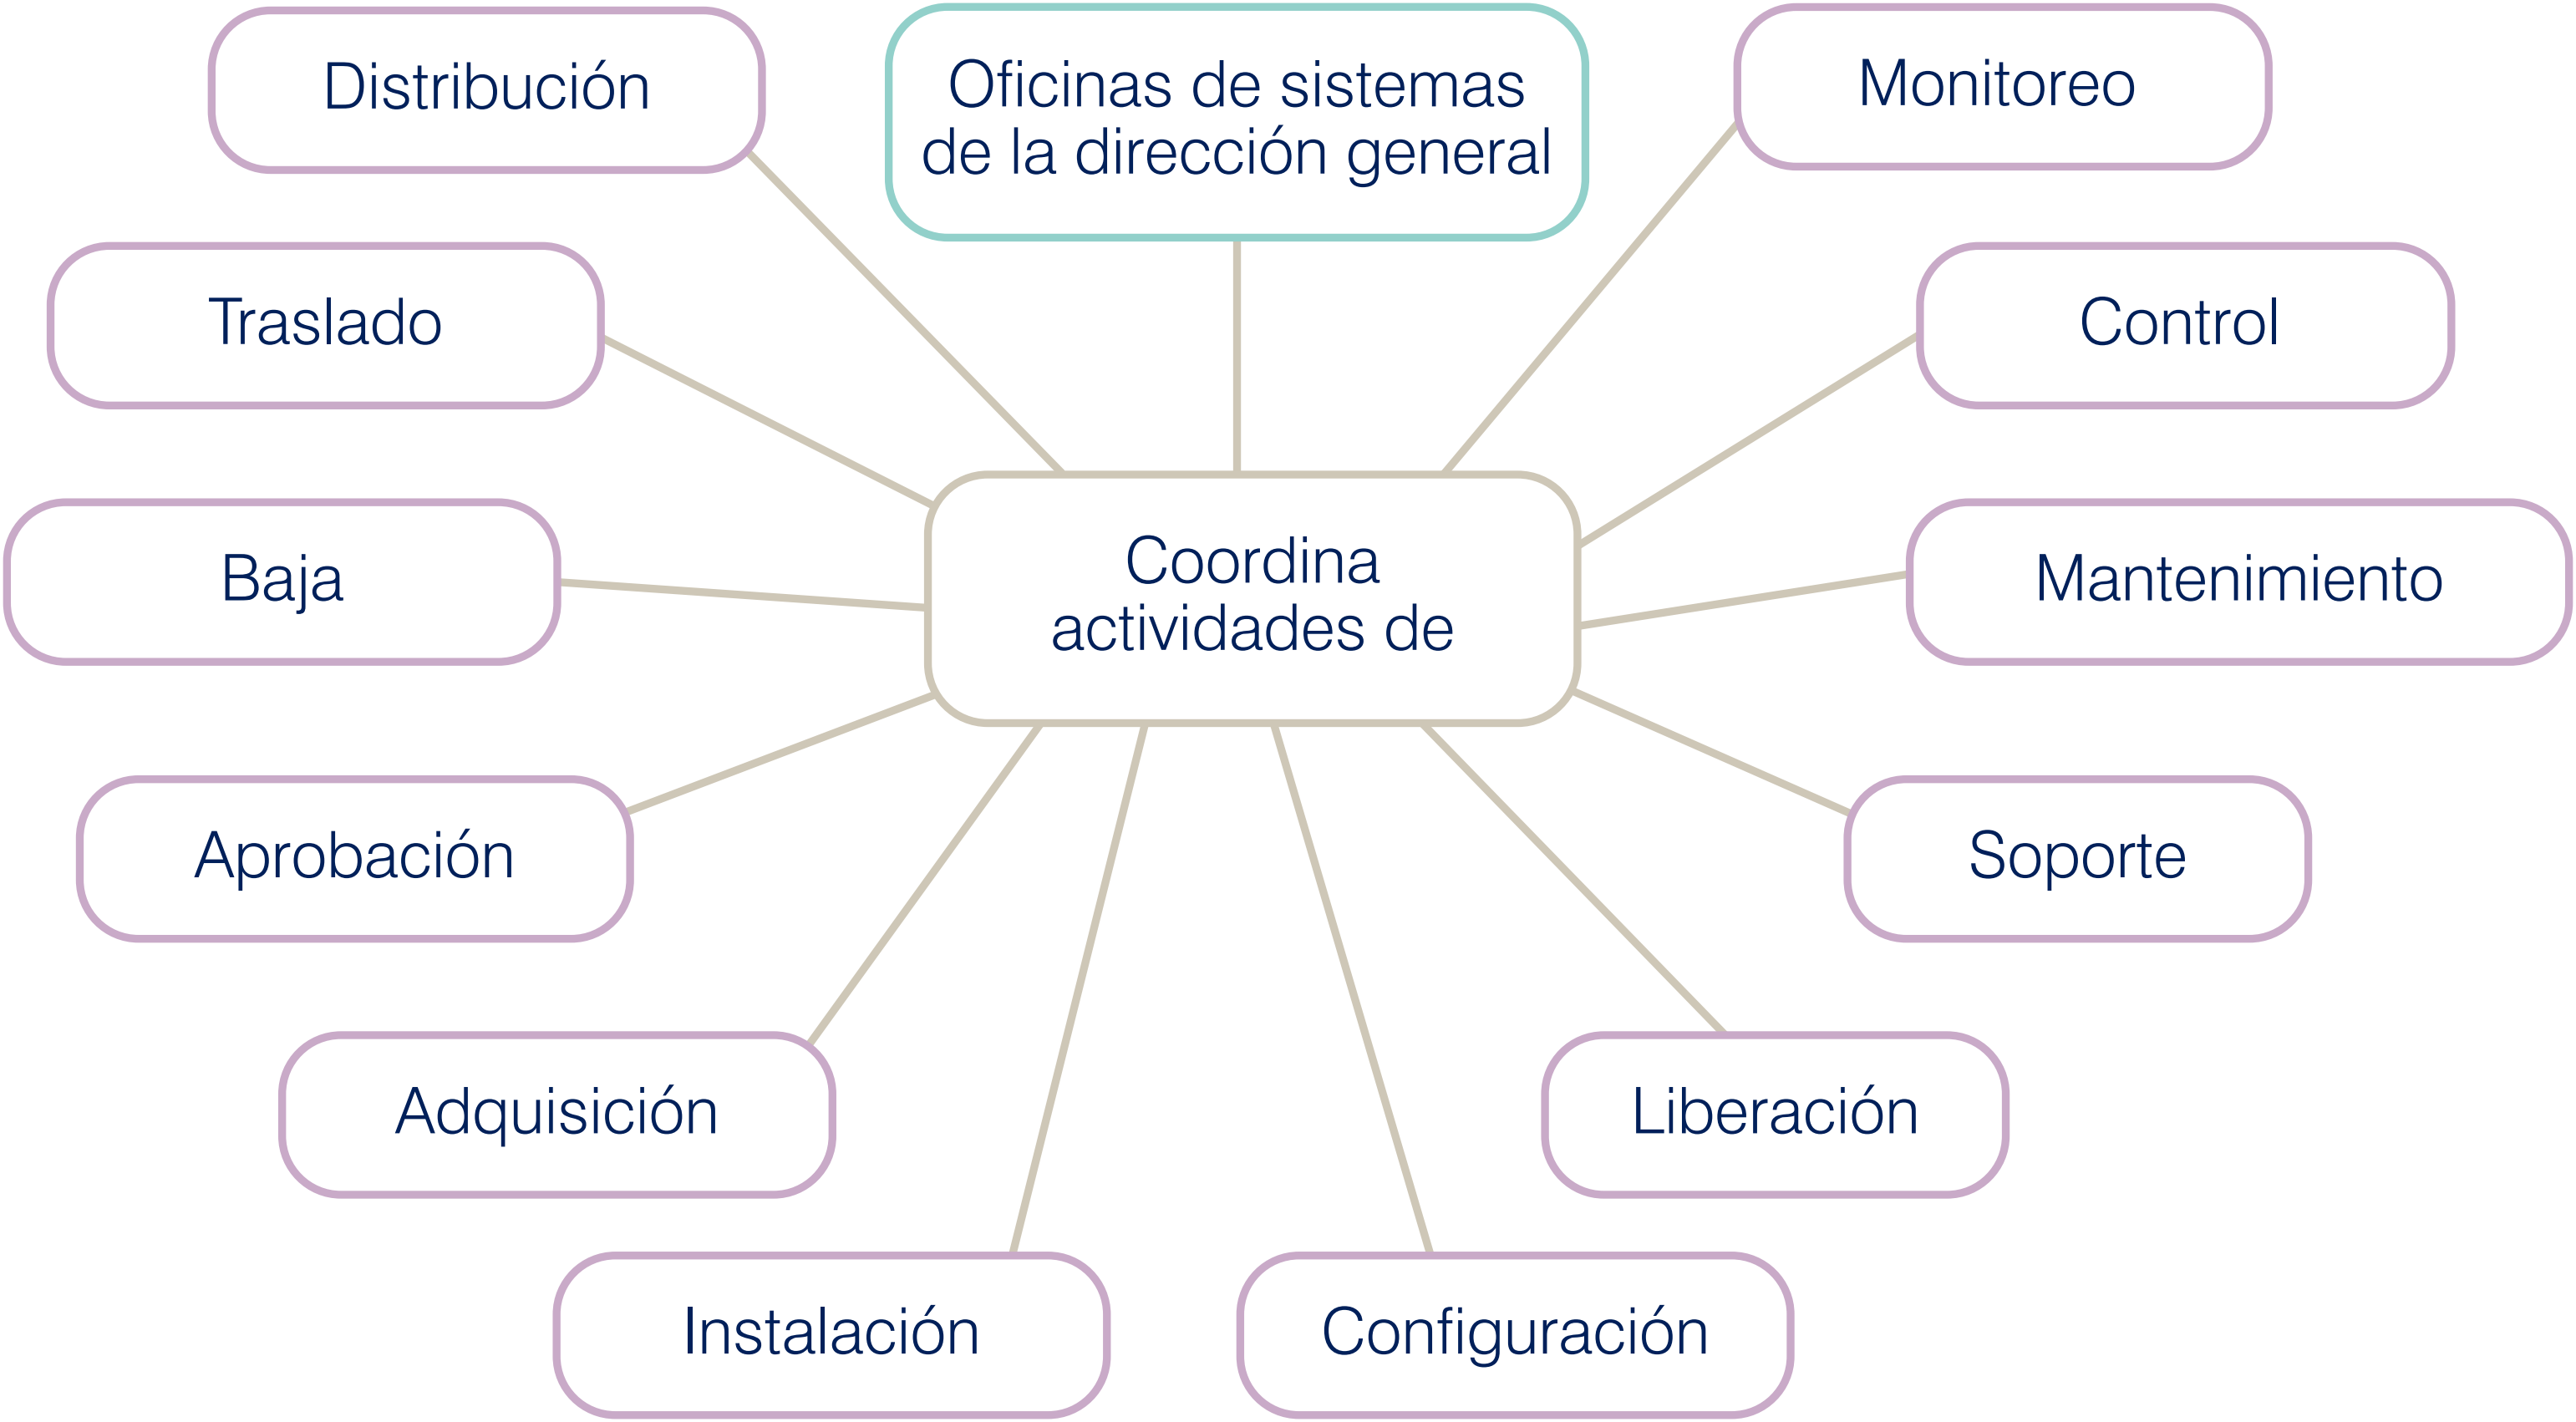 Distribución
Oficinas de sistemas
de la dirección general
Monitoreo
Traslado
Control
Baja
Coordina
actividades de
Mantenimiento
Aprobación
Soporte
Adquisición
Liberación
Instalación
Configuración